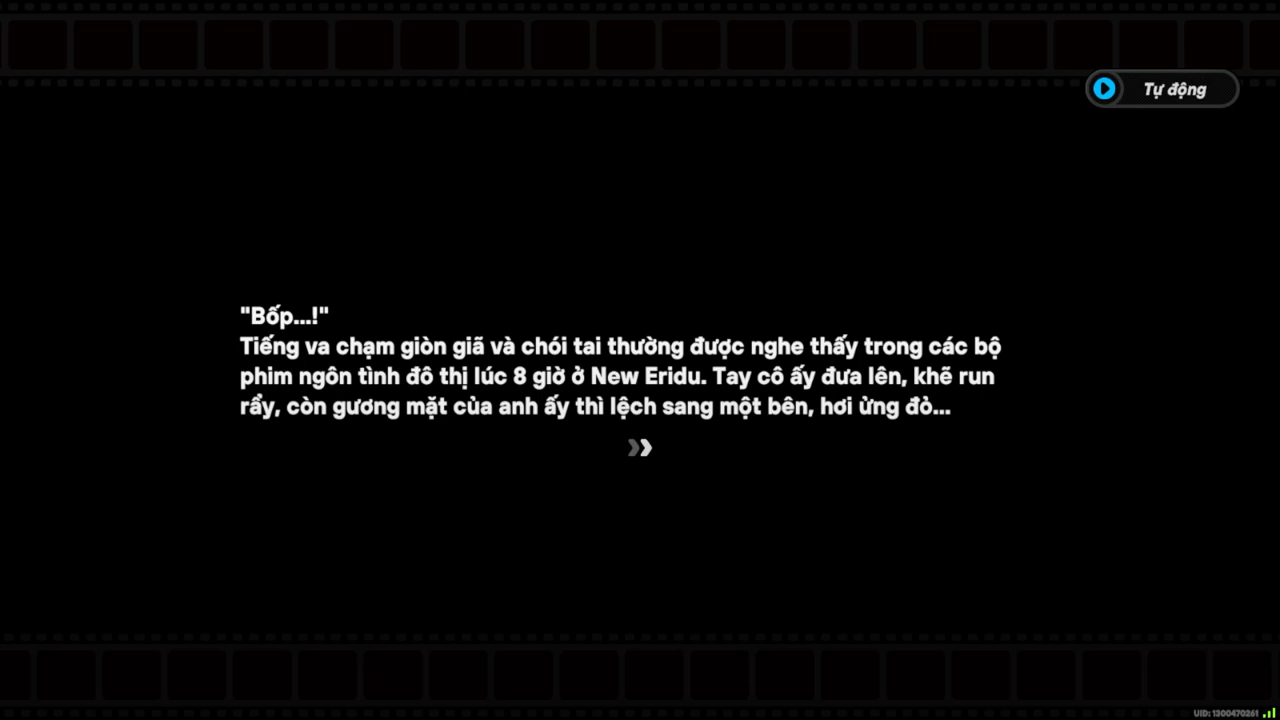 Tự động
"Bốp...!"
Tiếng va chạm giòn giã và chói tai thường được nghe thấy trong các bộ
phim ngôn tình đô thị lúc 8 giờ ở New Eridu. Tay cô ấy đưa lên, khẽ run
rẩy, còn gương mặt của anh ấy thì lệch sang một bên, hơi ửng đỏ...
UID: 1300470261